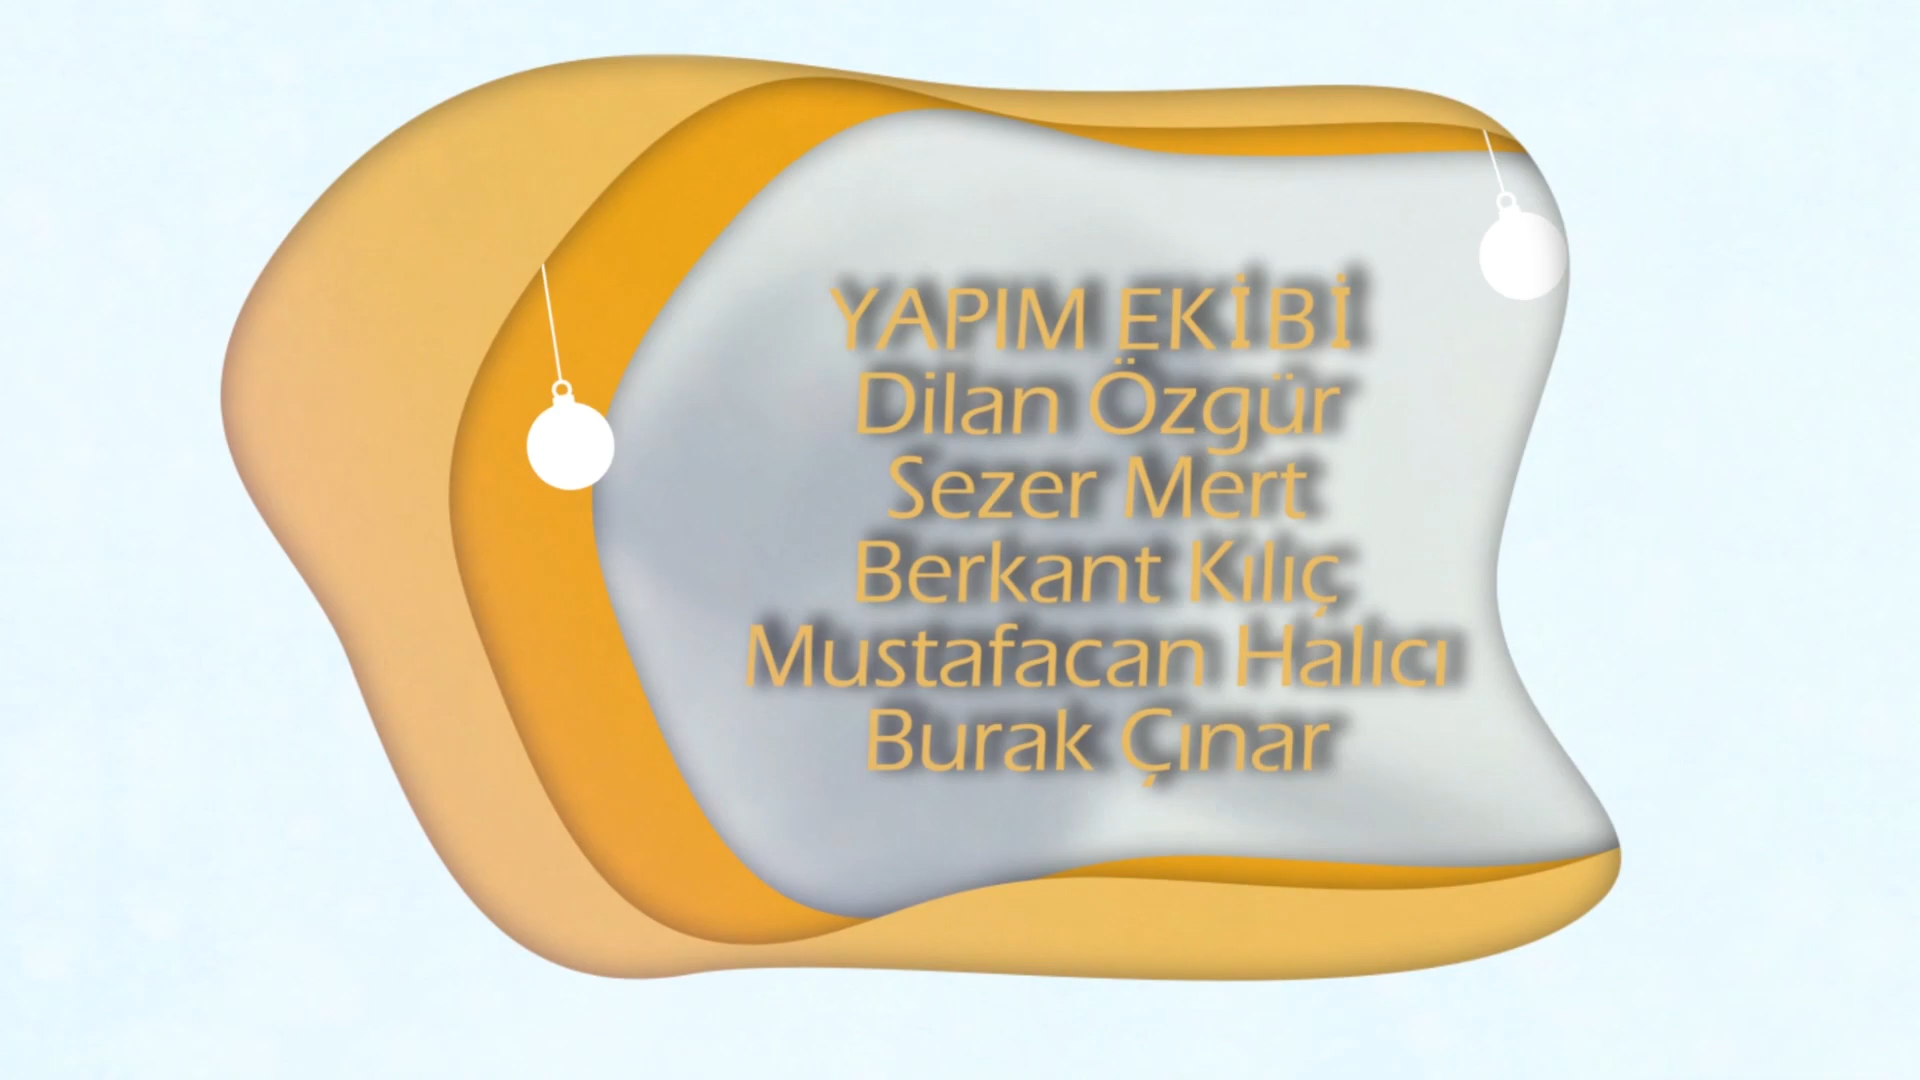 YAPIM EKİBİ
Dilan Özgür
Sezer Mert
Berkant Kılıç
Mustafacan Halıcı
Burak Çınar